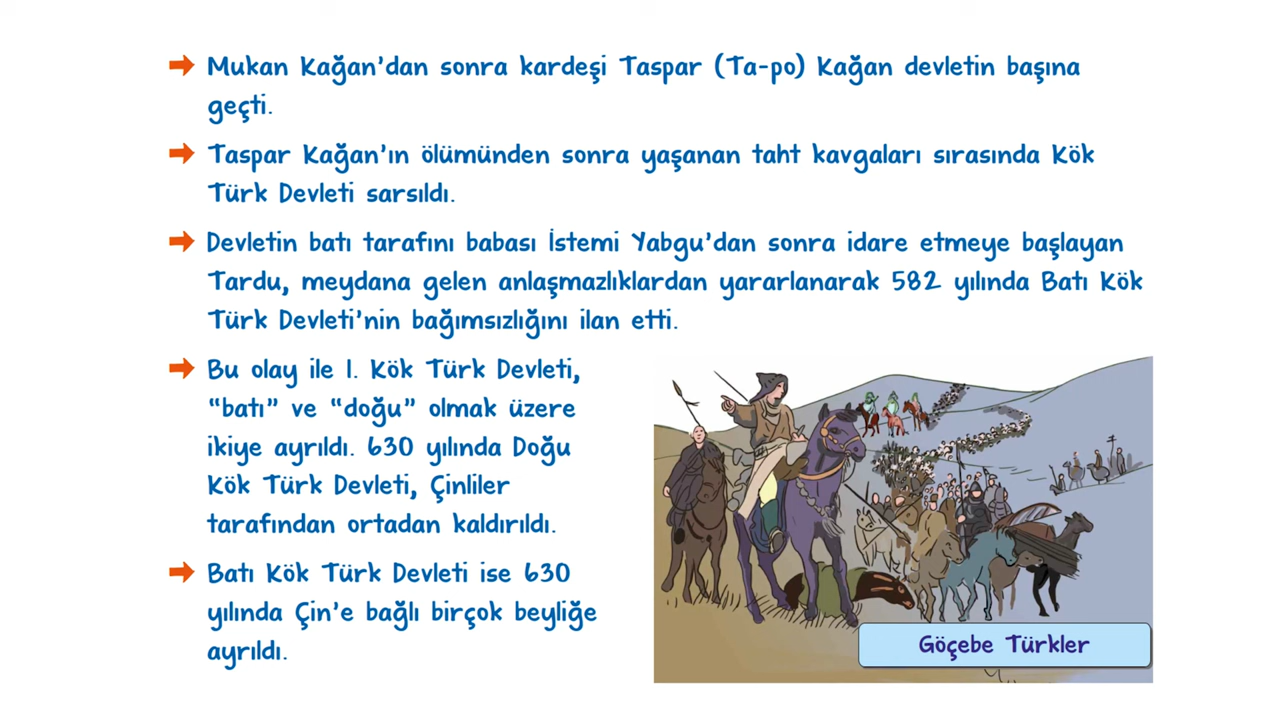 Mukan Kağan’dan sonra kardeşi Taspar (Ta-po) Kağan devletin başına
geçti.
Taspar Kağan’ın ölümünden sonra yaşanan taht kavgaları sırasında Kök
Türk Devleti sarsıldı.
Devletin batı tarafını babası İstemi Yabgu’dan sonra idare etmeye başlayan
Tardu, meydana gelen anlaşmazlıklardan yararlanarak 582 yılında Batı Kök
Türk Devleti’nin bağımsızlığını ilan etti.
Bu olay ile I. Kök Türk Devleti,
“batı” ve “doğu” olmak üzere
ikiye ayrıldı. 630 yılında Doğu
Kök Türk Devleti, Çinliler
tarafından ortadan kaldırıldı.
Batı Kök Türk Devleti ise 630
yılında Çin’e bağlı birçok beyliğe
ayrıldı.
Göçebe Türkler